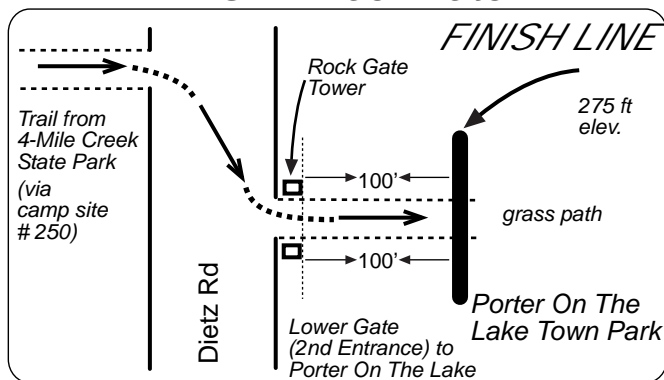 FINISH LINE
Rock Gate
Tower
275 ft
elev.
Trail from
4-Mile Creek
State Park
(via
camp site
# 250)
100'
grass path
100'
Dietz Rd
Lower Gate
(2nd Entrance) to
Porter On The Lake
Porter On The
Lake Town Park